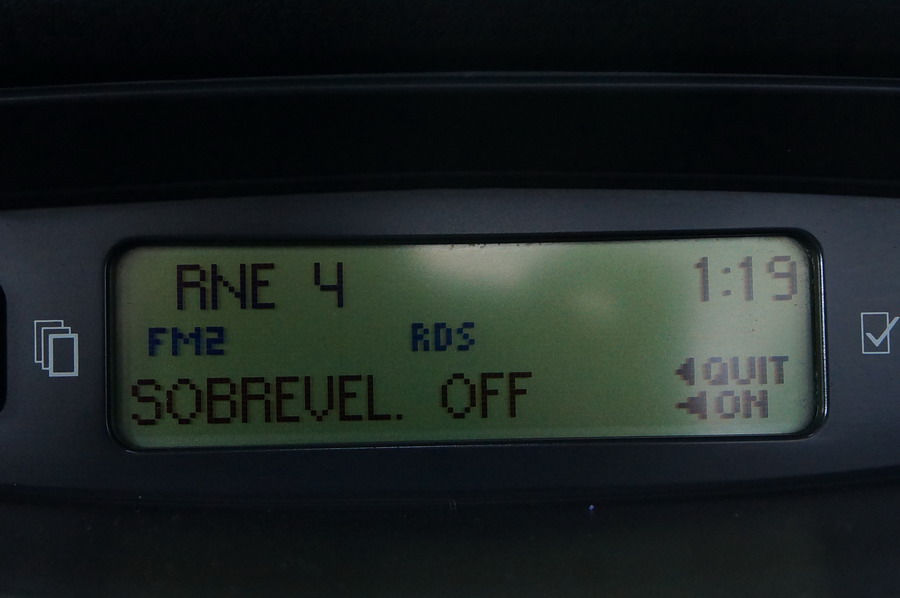 RNE 4 1:19
FM2 RDS
◀QUIT
SOBREVEL. OFF ◀ON